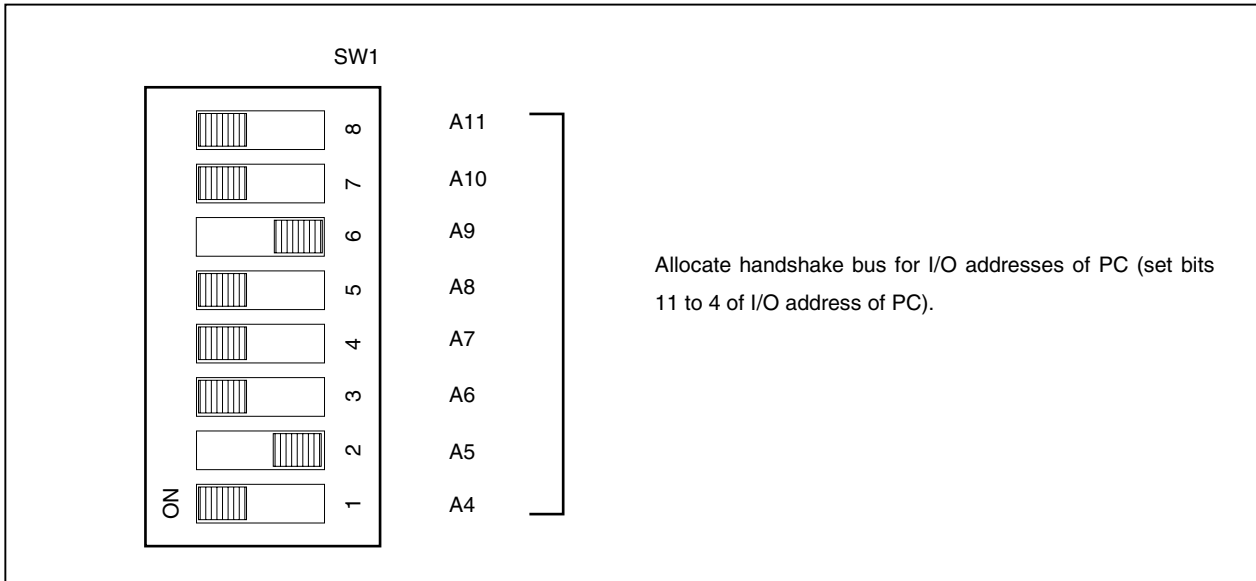 SW1
8 A11
7 A10
6 A9
5 A8
Allocate handshake bus for I/O addresses of PC (set bits
11 to 4 of I/O address of PC).
4 A7
3 A6
2 A5
ON 1 A4